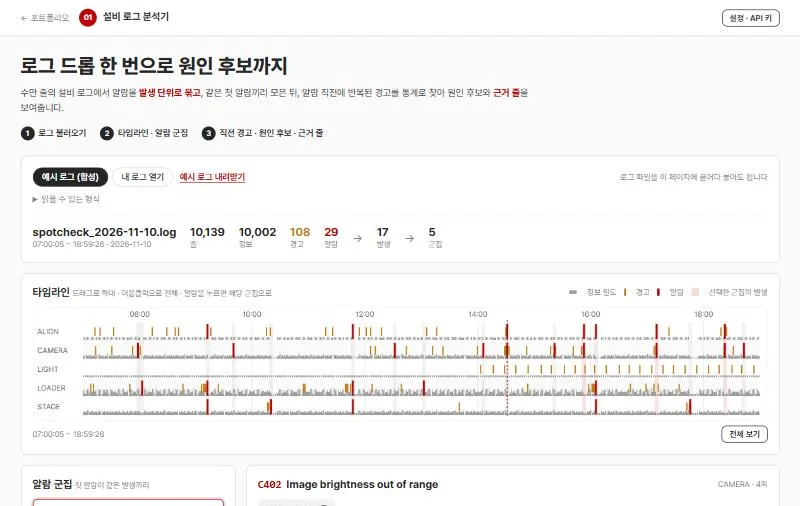 ← 포트폴리오 01 설비 로그 분석기 설정 · API 키
로그 드롭 한 번으로 원인 후보까지
수만 줄의 설비 로그에서 알람을 발생 단위로 묶고, 같은 첫 알람끼리 모은 뒤, 알람 직전에 반복된 경고를 통계로 찾아 원인 후보와 근거 줄을
보여줍니다.
1 로그 불러오기 2 타임라인 · 알람 군집 3 직전 경고 · 원인 후보 · 근거 줄
예시 로그 (합성) 내 로그 열기 예시 로그 내려받기 로그 파일을 이 페이지에 끌어다 놓아도 됩니다
▶ 읽을 수 있는 형식
spotcheck_2026-11-10.log 10,139 10,002 108 29 → 17 → 5
07:00:05 – 18:59:26 · 2026-11-10 줄 정보 경고 알람 발생 군집
타임라인 드래그로 확대 · 더블클릭으로 전체 · 알람을 누르면 해당 군집으로 정보 밀도 경고 알람 선택한 군집의 발생
08:00 10:00 12:00 14:00 16:00 18:00
ALIGN
CAMERA
LIGHT
LOADER
STAGE
07:00:05 – 18:59:26 전체 보기
알람 군집 첫 알람이 같은 발생끼리
C402 Image brightness out of range CAMERA · 4회